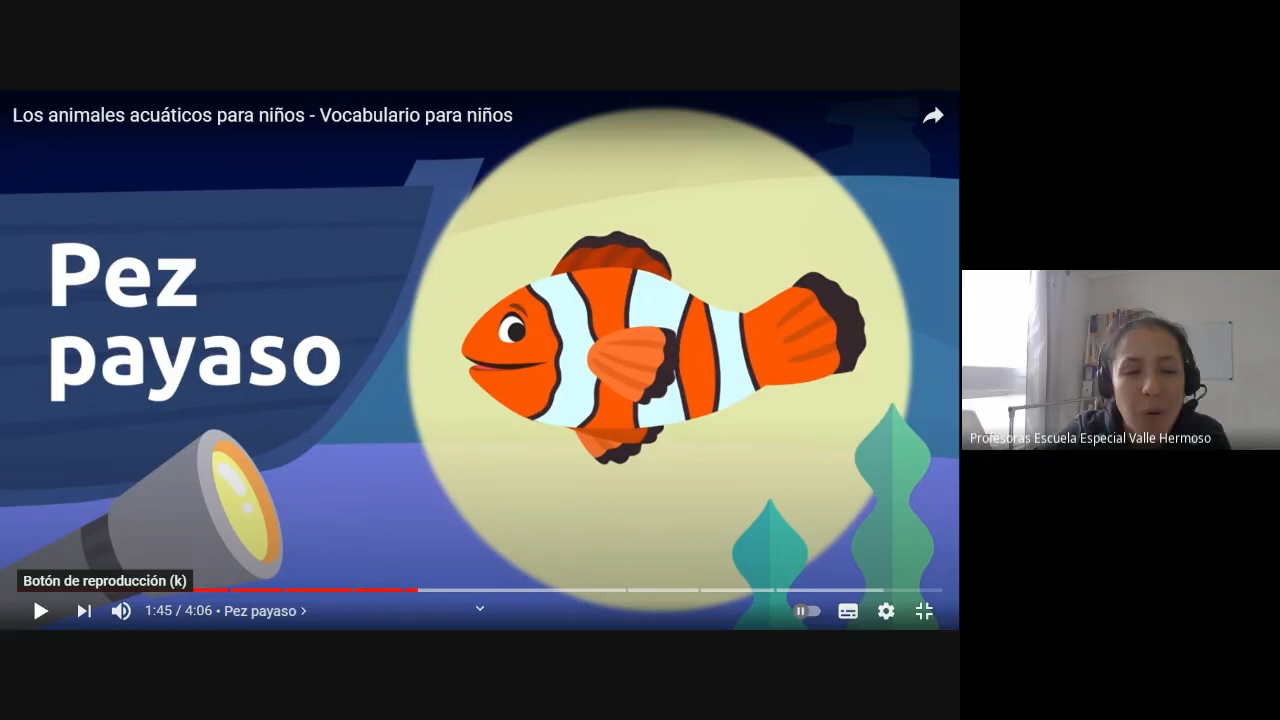 Los animales acuáticos para niños - Vocabulario para niños
Pez
payaso
Profesoras Escuela Especial Valle Hermoso
Botón de reproducción (k)
1:45 / 4:06 • Pez payaso